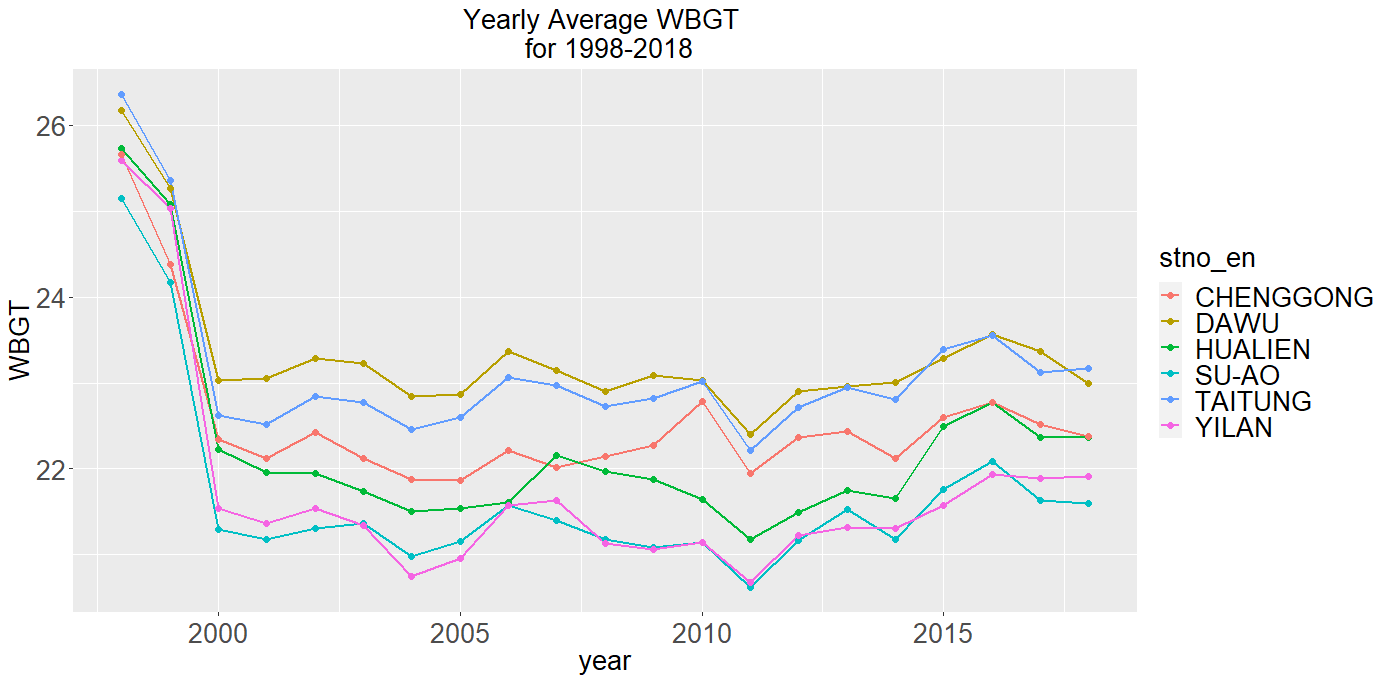 Yearly Average WBGT
for 1998-2018
WBGT
26
24
22
2000
2005
2010
2015
year
stno_en
CHENGGONG
DAWU
HUALIEN
SU-AO
TAITUNG
YILAN